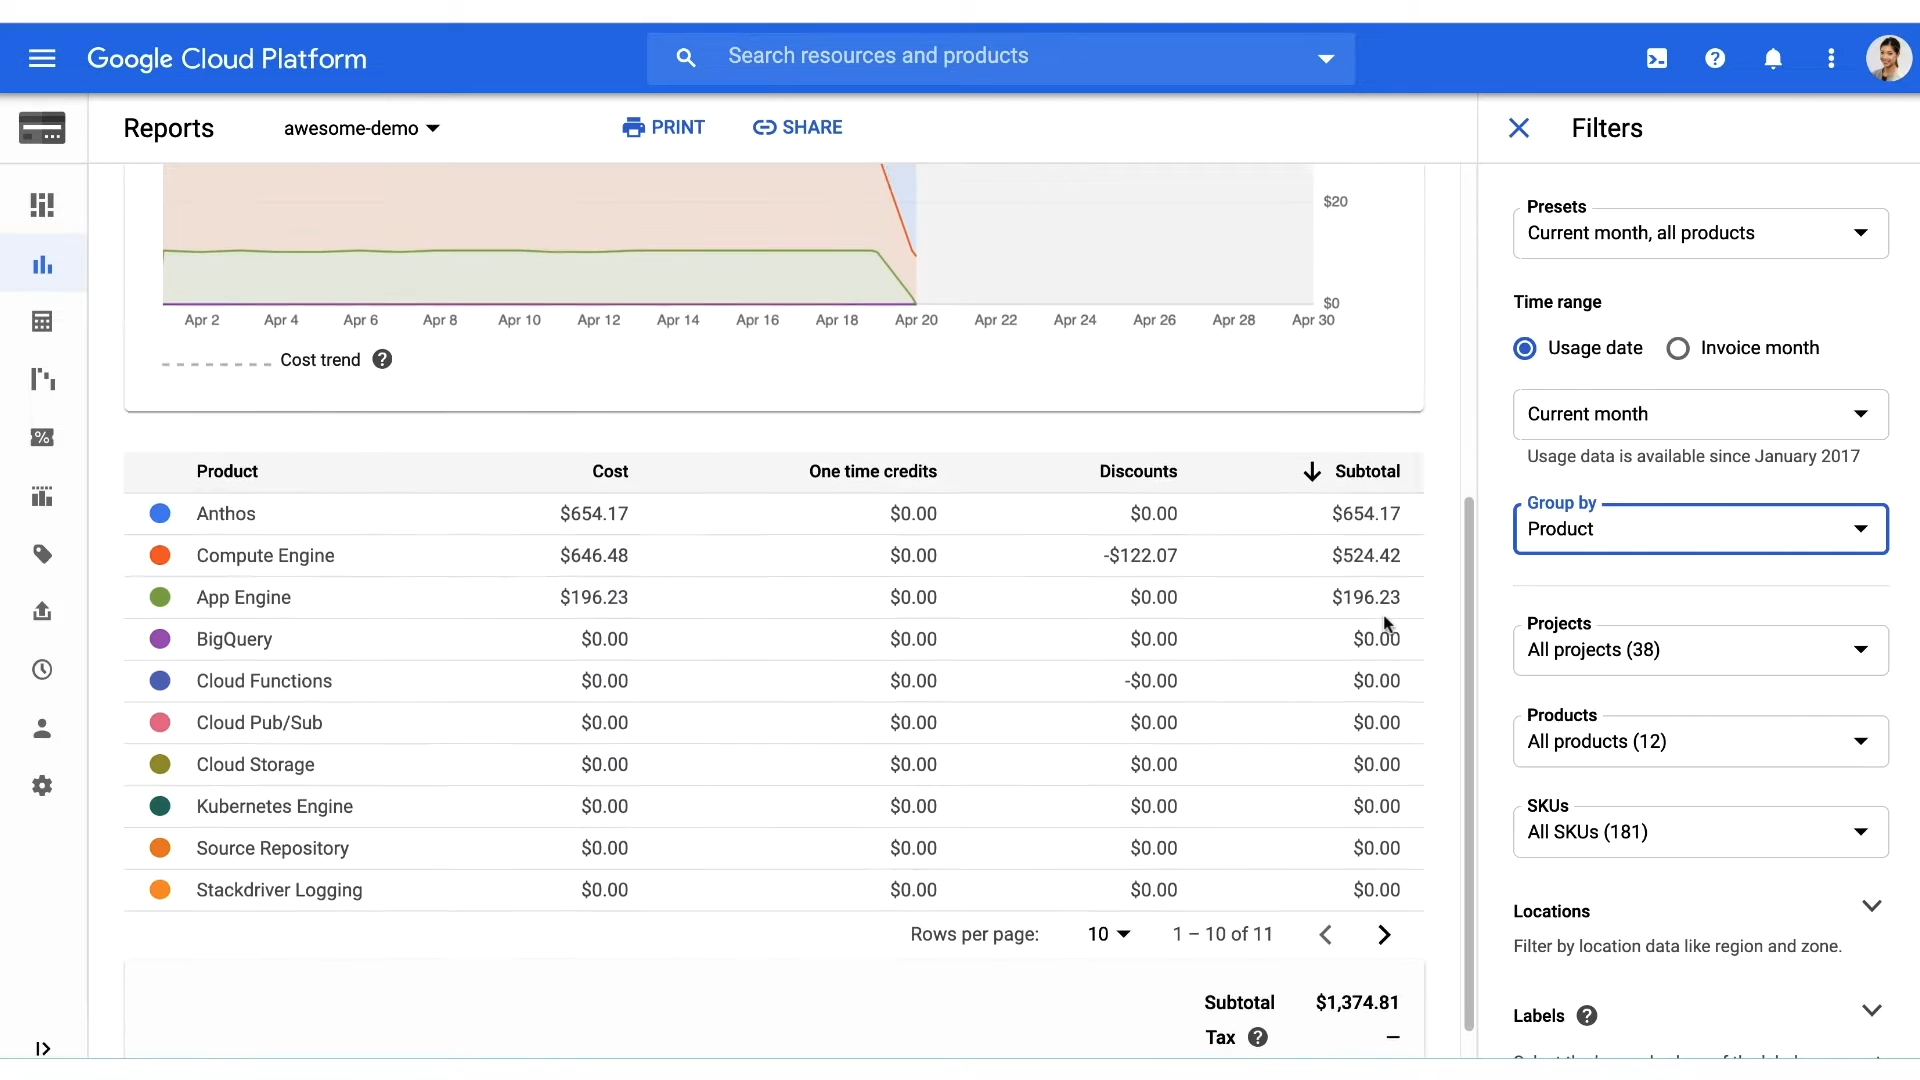 Google Cloud Platform
Search resources and products
Reports
awesome-demo
PRINT
SHARE
Filters
$20
$0
Apr 2 Apr 4 Apr 6 Apr 8 Apr 10 Apr 12 Apr 14 Apr 16 Apr 18 Apr 20 Apr 22 Apr 24 Apr 26 Apr 28 Apr 30
Cost trend
Product Cost One time credits Discounts Subtotal
Anthos $654.17 $0.00 $0.00 $654.17
Compute Engine $646.48 $0.00 -$122.07 $524.42
App Engine $196.23 $0.00 $0.00 $196.23
BigQuery $0.00 $0.00 $0.00 $0.00
Cloud Functions $0.00 $0.00 -$0.00 $0.00
Cloud Pub/Sub $0.00 $0.00 $0.00 $0.00
Cloud Storage $0.00 $0.00 $0.00 $0.00
Kubernetes Engine $0.00 $0.00 $0.00 $0.00
Source Repository $0.00 $0.00 $0.00 $0.00
Stackdriver Logging $0.00 $0.00 $0.00 $0.00
Rows per page: 10 1 – 10 of 11
Subtotal $1,374.81
Tax –
Presets
Current month, all products
Time range
Usage date Invoice month
Current month
Usage data is available since January 2017
Group by
Product
Projects
All projects (38)
Products
All products (12)
SKUs
All SKUs (181)
Locations
Filter by location data like region and zone.
Labels